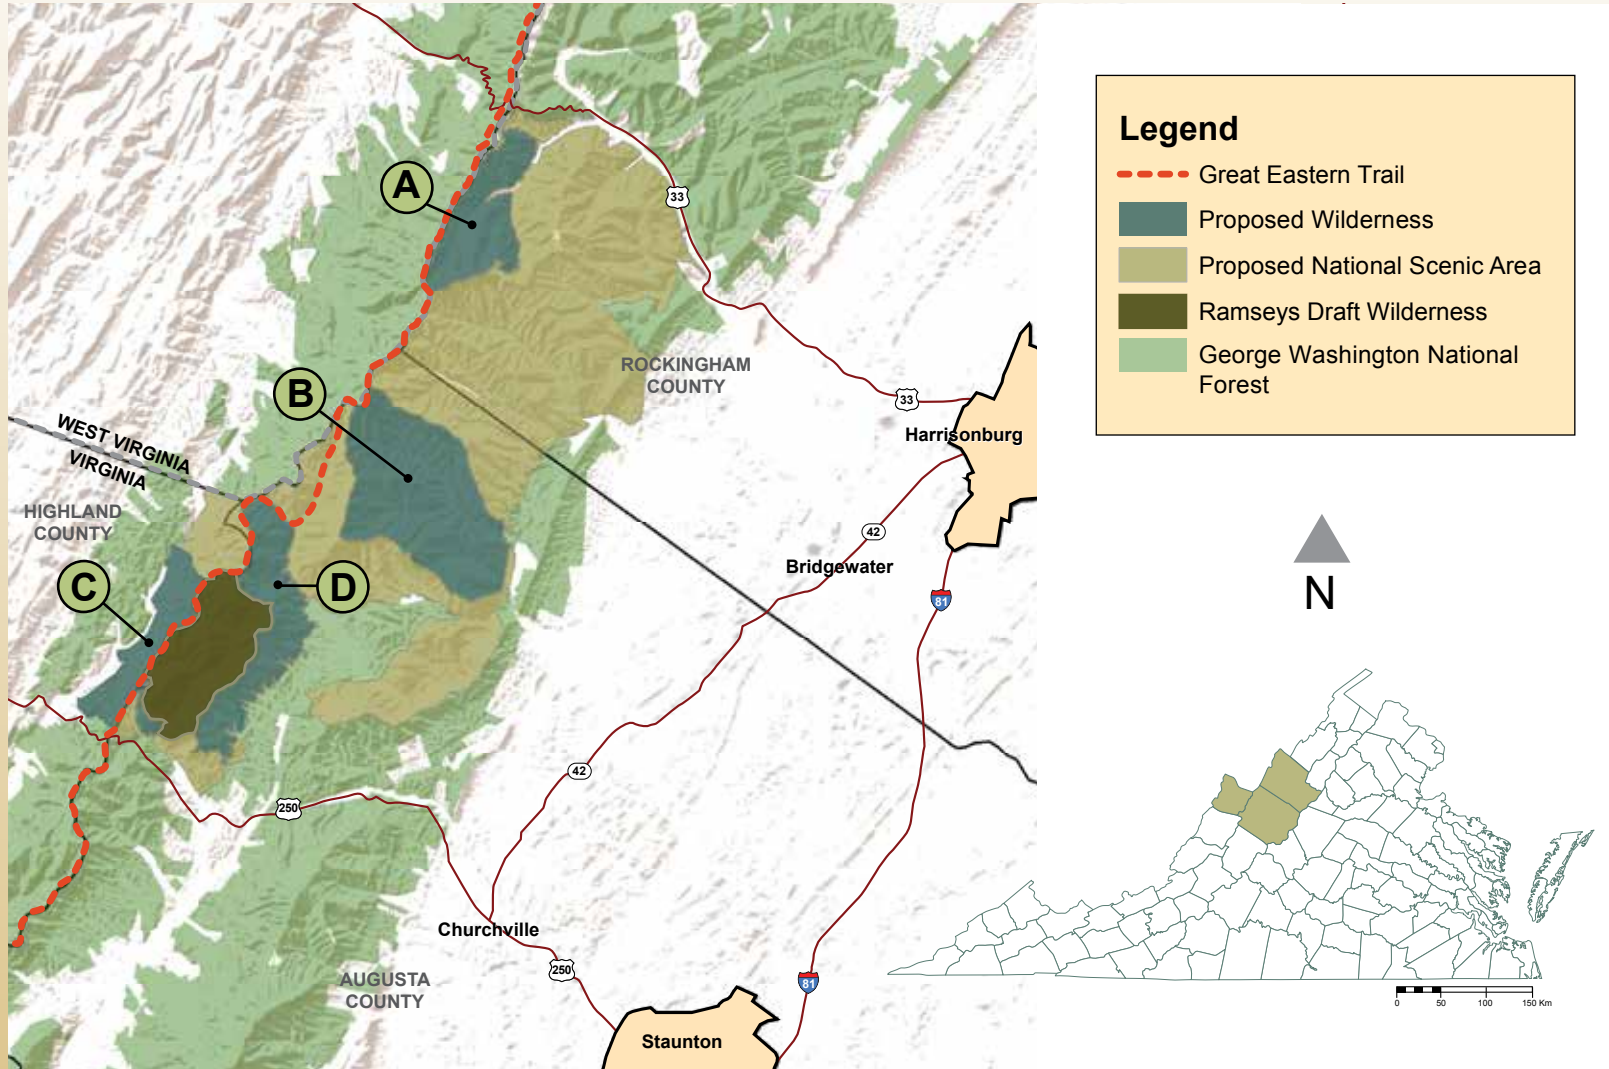 A
33
B
ROCKINGHAM
COUNTY
33
Harrisonburg
WEST VIRGINIA
VIRGINIA
HIGHLAND
COUNTY
42
Bridgewater
C
D
81
42
250
Churchville
250
AUGUSTA
COUNTY
81
Staunton
Legend
Great Eastern Trail
Proposed Wilderness
Proposed National Scenic Area
Ramseys Draft Wilderness
George Washington National
Forest
N
0 50 100 150 Km